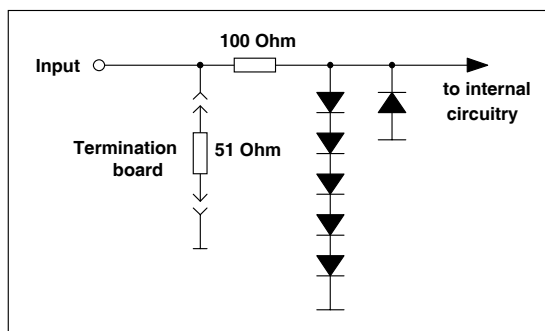 100 Ohm
Input
to internal
circuitry
Termination
board
51 Ohm